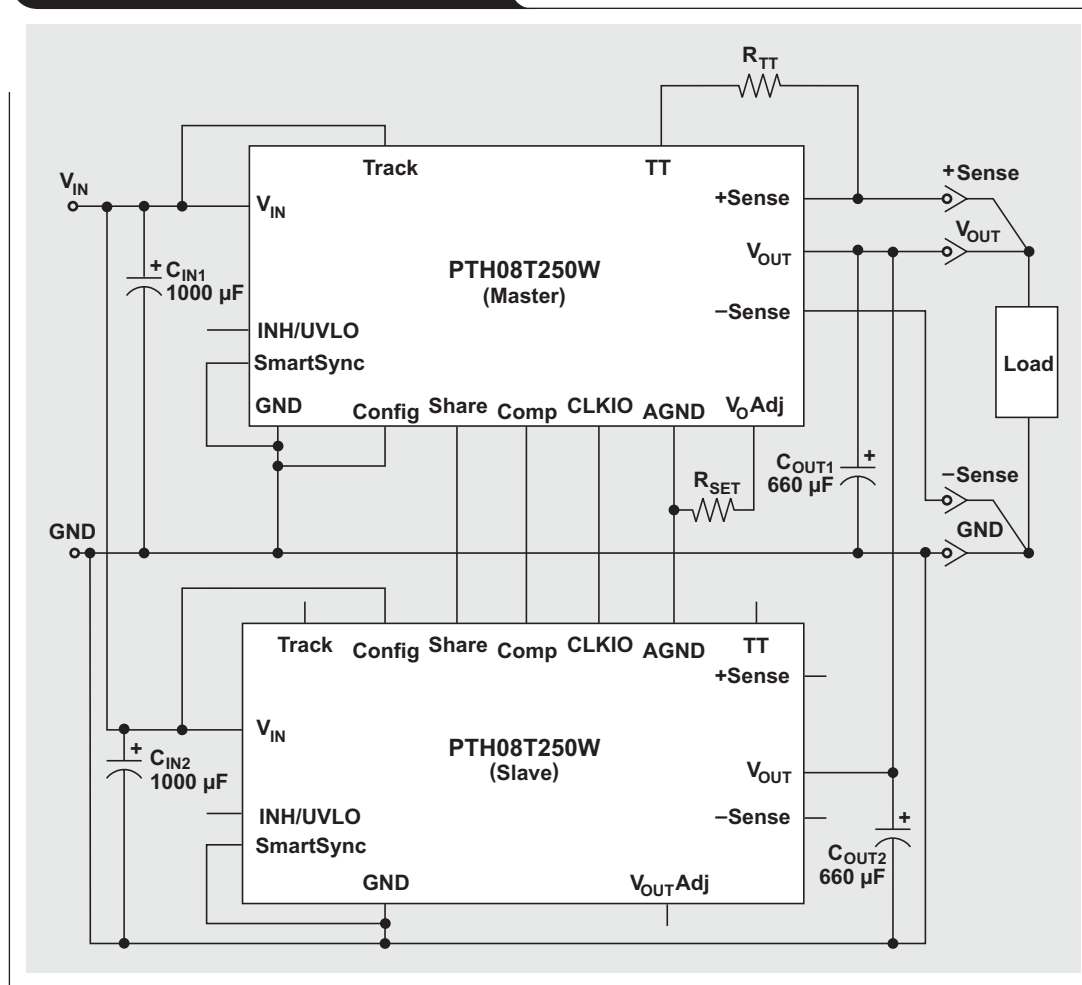 R_TT
Track
TT
V_IN
V_IN
+Sense
+Sense
V_OUT
V_OUT
+
C_IN1
1000 µF
PTH08T250W
(Master)
−Sense
INH/UVLO
SmartSync
Load
GND
Config
Share
Comp
CLKIO
AGND
V_O Adj
R_SET
C_OUT1
660 µF
+
−Sense
GND
GND
Track
Config
Share
Comp
CLKIO
AGND
TT
+Sense
V_IN
PTH08T250W
(Slave)
+
C_IN2
1000 µF
V_OUT
INH/UVLO
−Sense
SmartSync
+
C_OUT2
660 µF
GND
V_OUT Adj